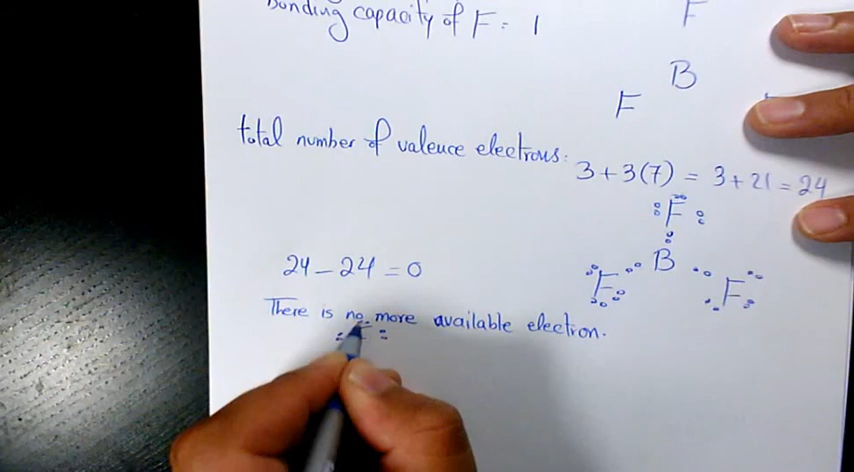 bonding capacity of F = 1
F
B
F
total number of valence electrons: 3 + 3(7) = 3 + 21 = 24
F
B
F F
24 - 24 = 0
There is no more available electron.
F